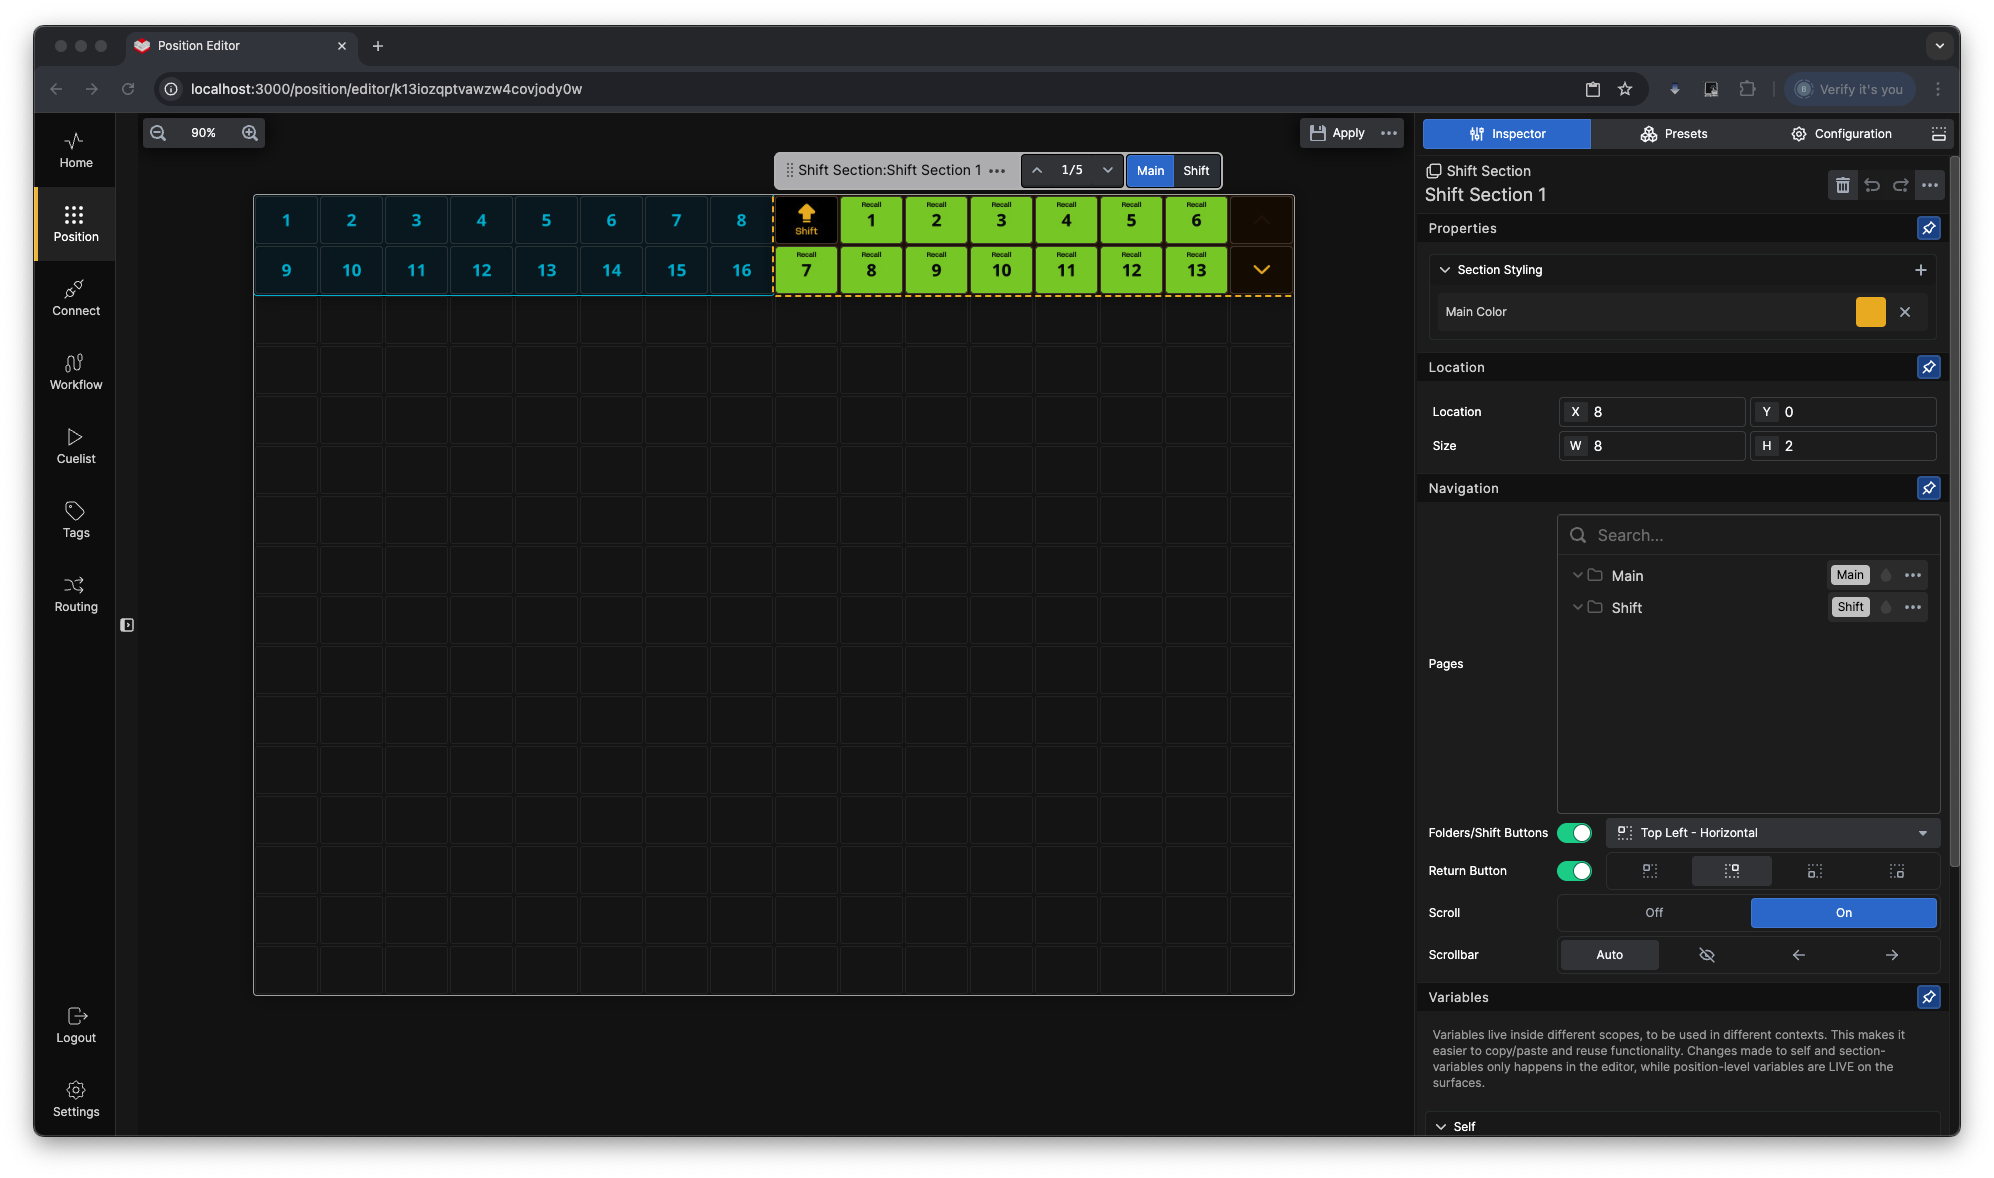 Position Editor
localhost:3000/position/editor/k13iozqptvawzw4covjody0w
Verify it's you
Home
Position
Connect
Workflow
Cuelist
Tags
Routing
Logout
Settings
90%
Apply
Shift Section:Shift Section 1
1/5
Main
Shift
1 2 3 4 5 6 7 8
Shift
Recall Recall Recall Recall Recall Recall
1 2 3 4 5 6
9 10 11 12 13 14 15 16
Recall Recall Recall Recall Recall Recall Recall
7 8 9 10 11 12 13
Inspector
Presets
Configuration
Shift Section
Shift Section 1
Properties
Section Styling
Main Color
Location
Location X 8 Y 0
Size W 8 H 2
Navigation
Search...
Main Main
Shift Shift
Pages
Folders/Shift Buttons Top Left - Horizontal
Return Button
Scroll Off On
Scrollbar Auto
Variables
Variables live inside different scopes, to be used in different contexts. This makes it
easier to copy/paste and reuse functionality. Changes made to self and section-
variables only happens in the editor, while position-level variables are LIVE on the
surfaces.
Self